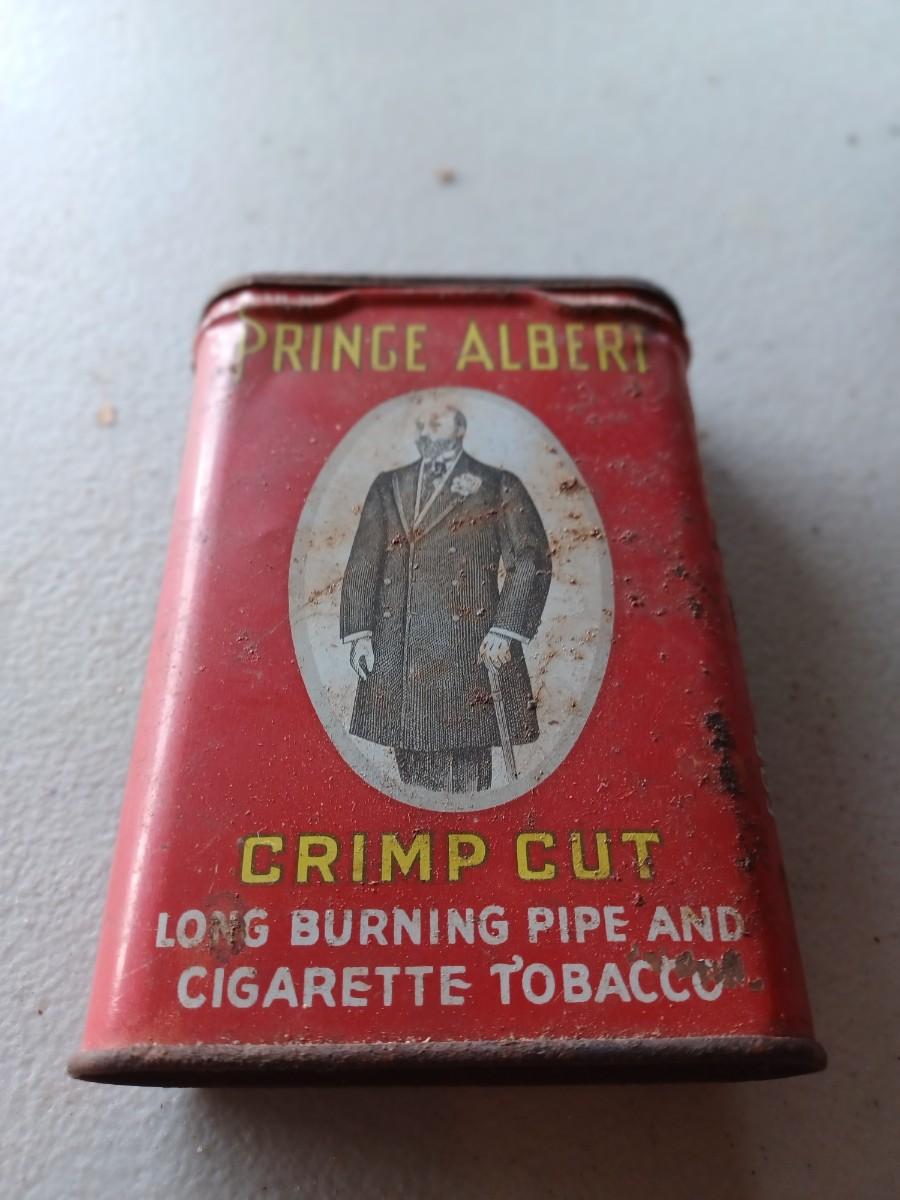 PRINCE ALBERT
CRIMP CUT
LONG BURNING PIPE AND
CIGARETTE TOBACCO